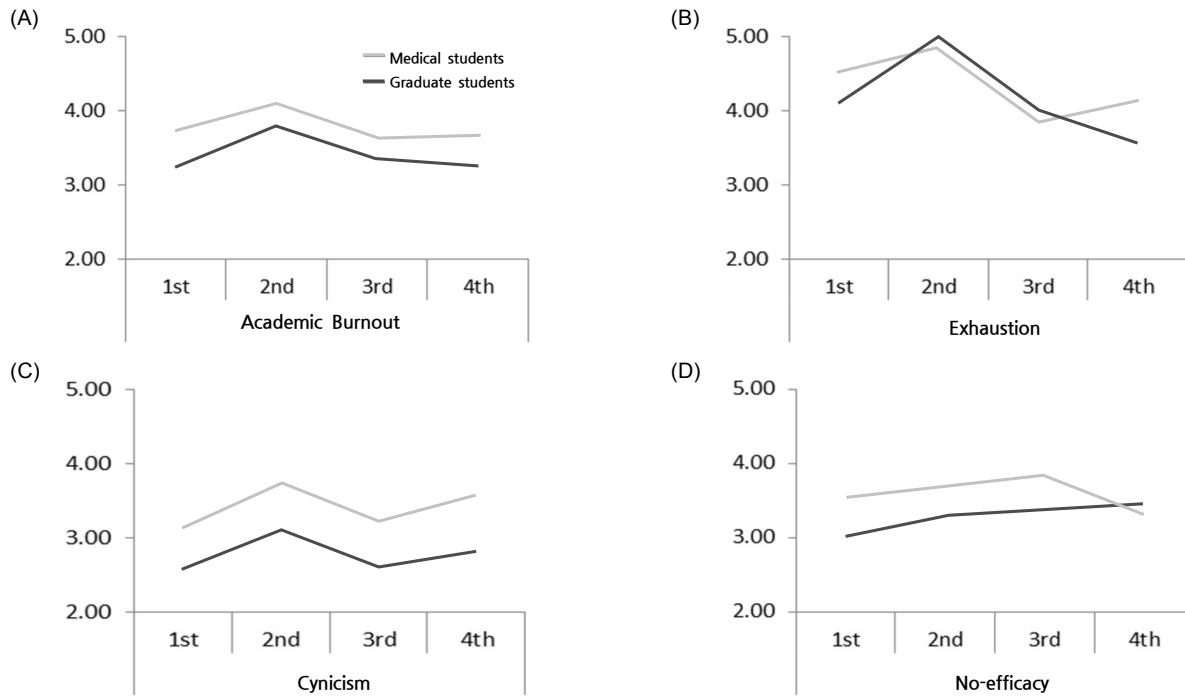 (A)
5.00
4.00
3.00
2.00
Medical students
Graduate students
1st 2nd 3rd 4th
Academic Burnout
(B)
5.00
4.00
3.00
2.00
1st 2nd 3rd 4th
Exhaustion
(C)
5.00
4.00
3.00
2.00
1st 2nd 3rd 4th
Cynicism
(D)
5.00
4.00
3.00
2.00
1st 2nd 3rd 4th
No-efficacy